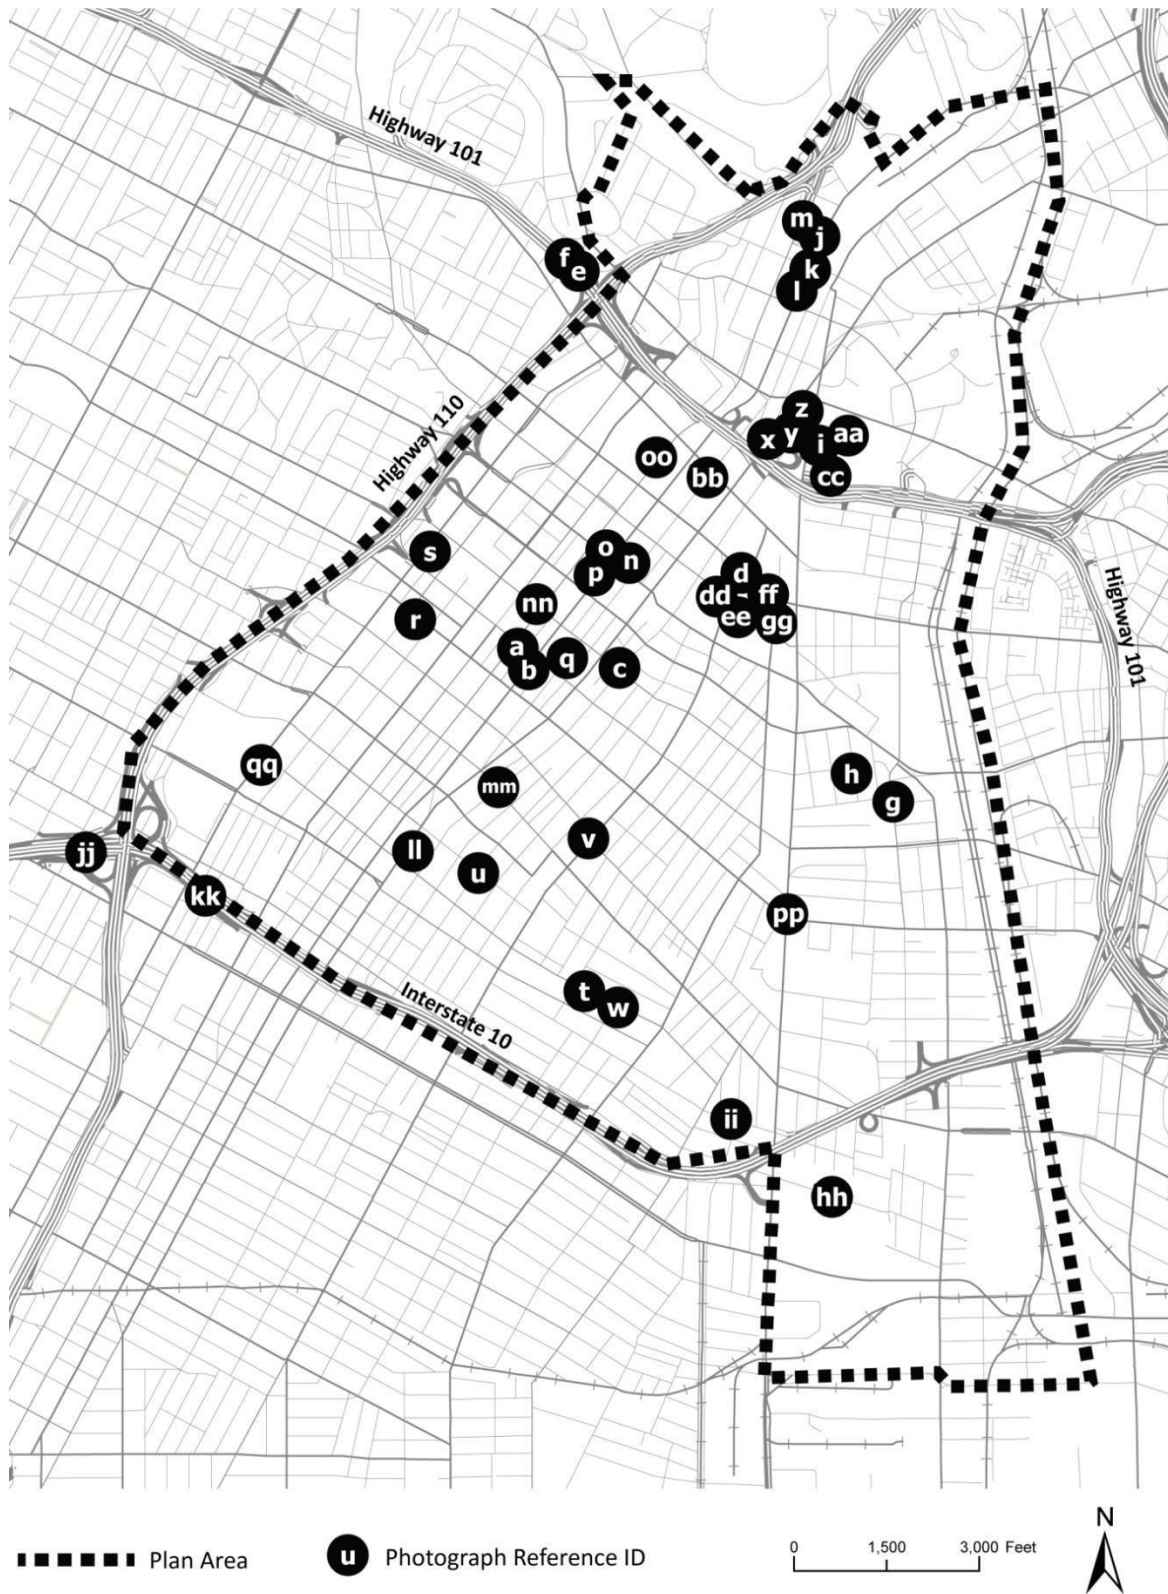 Highway 101
m
j
f
e
k
l
Highway 110
z
x
y
i
aa
oo
bb
cc
s
o
n
p
d
dd
ff
ee
gg
nn
r
a
b
q
c
Highway 101
qq
mm
h
g
jj
ll
v
u
kk
pp
t
w
Interstate 10
ii
hh
Plan Area
u
Photograph Reference ID
0
1,500
3,000 Feet
N